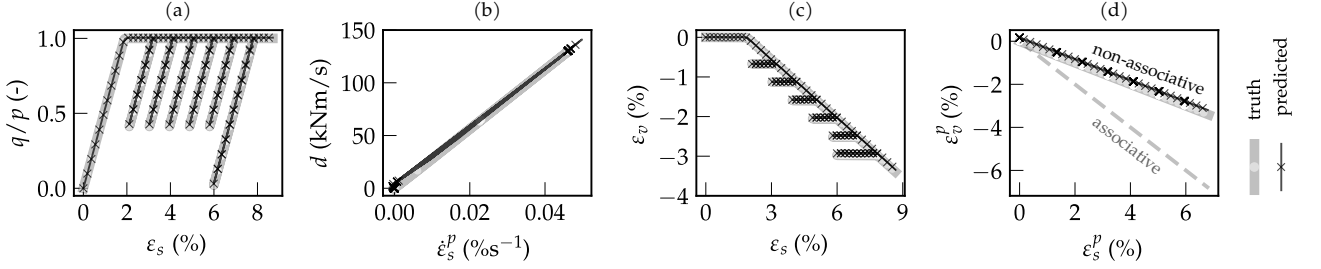 (a)
1.0
0.5
0.0
q/p (-)
0 2 4 6 8
εₛ (%)
(b)
150
100
50
0
d (kNm/s)
0.00 0.02 0.04
ε̇ₛᵖ (%s⁻¹)
(c)
0
−1
−2
−3
−4
εᵥ (%)
0 3 6 9
εₛ (%)
(d)
0
−2
−4
−6
εᵥᵖ (%)
0 2 4 6
εₛᵖ (%)
non-associative
associative
truth
predicted